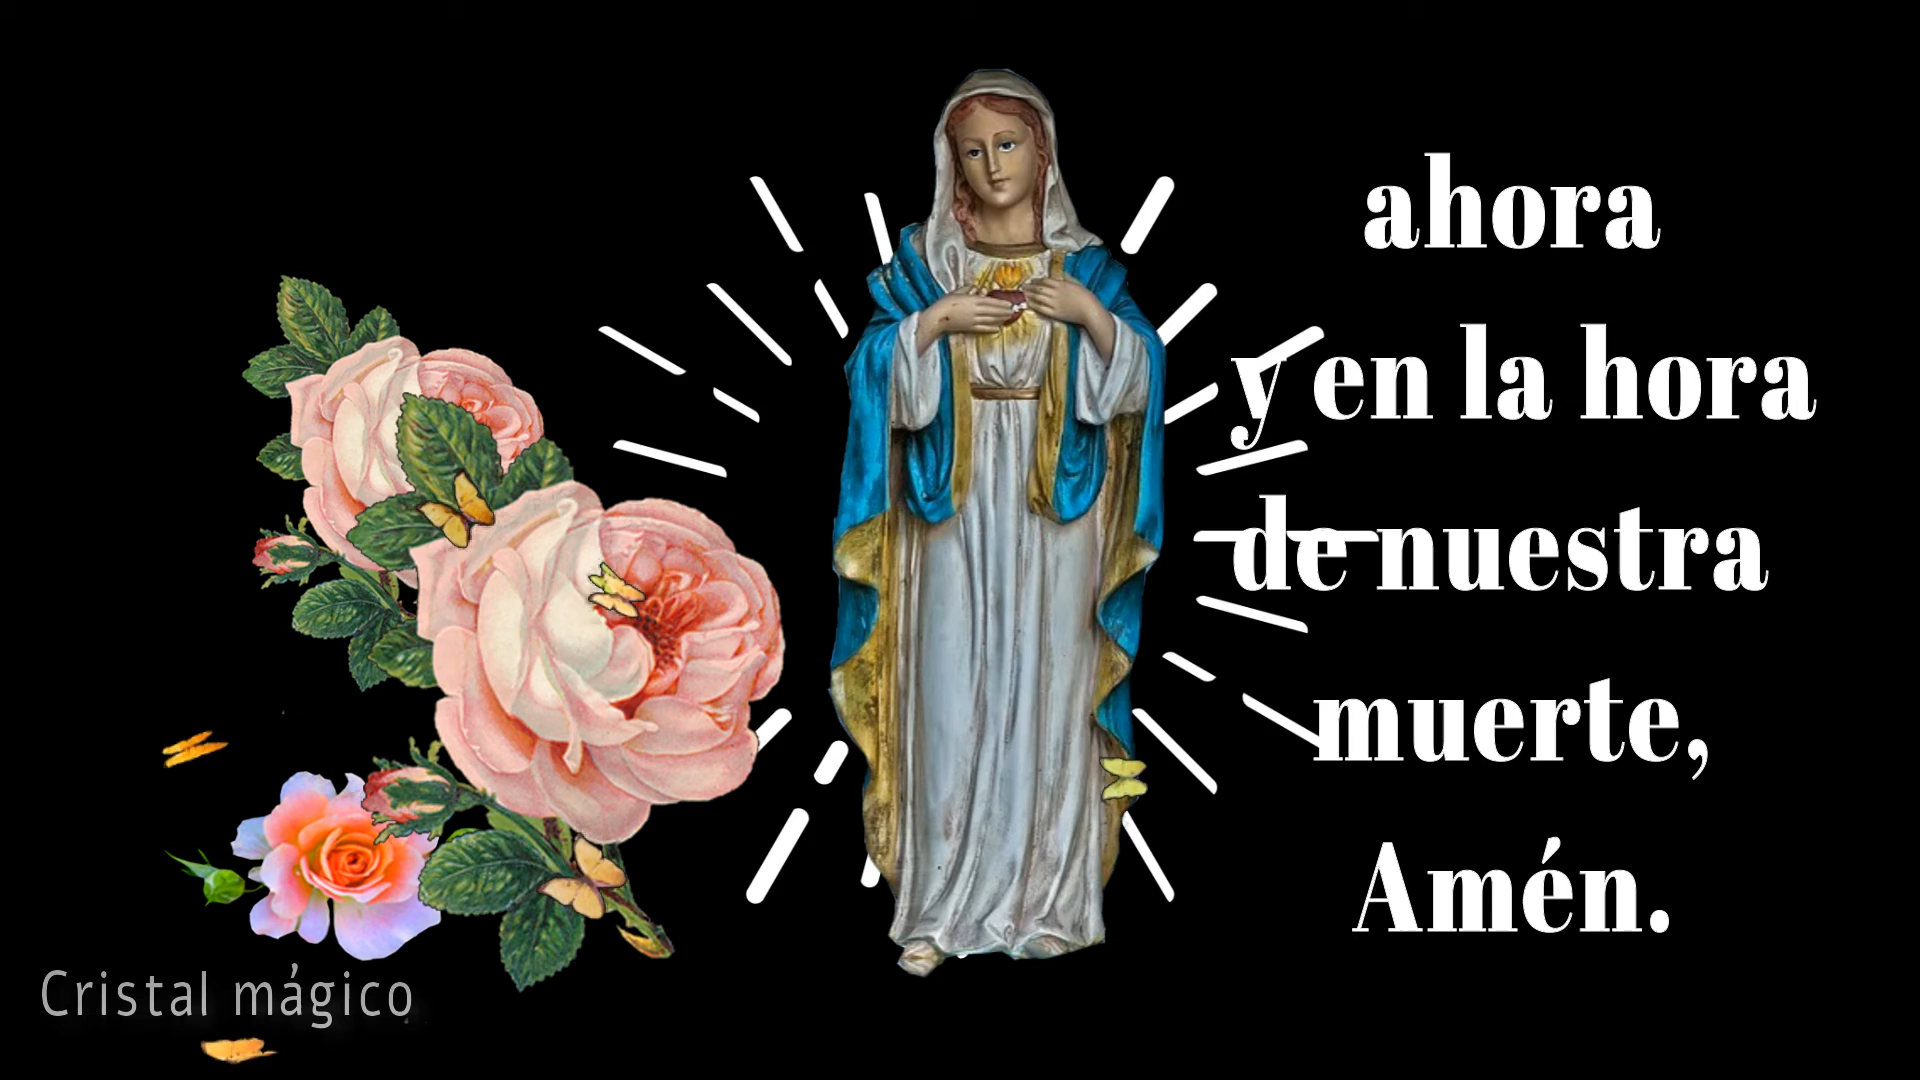 ahora
y en la hora
de nuestra
muerte,
Amén.
Cristal mágico